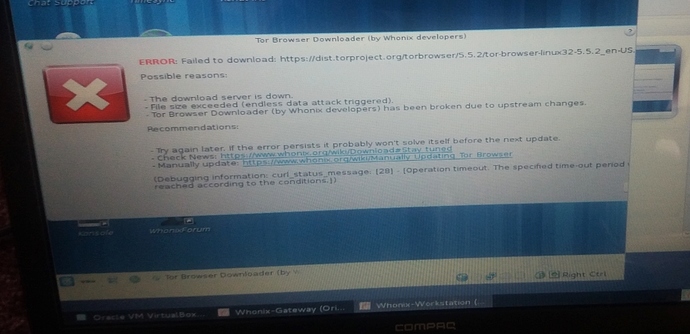 Chat Support
TimeSync
Tor Browser Downloader (by Whonix developers)
ERROR: Failed to download: https://dist.torproject.org/torbrowser/5.5.2/tor-browser-linux32-5.5.2_en-US
Possible reasons:
- The download server is down.
- File size exceeded (endless data attack triggered).
- Tor Browser Downloader (by Whonix developers) has been broken due to upstream changes.
Recommendations:
- Try again later. If the error persists it probably won't solve itself before the next update.
- Check News: https://www.whonix.org/wiki/Download#Stay_tuned
- Manually update: https://www.whonix.org/wiki/Manually_Updating_Tor_Browser
(Debugging information: curl_status_message: [28] - [Operation timeout. The specified time-out period
reached according to the conditions.])
Konsole
WhonixForum
Tor Browser Downloader (by
Right Ctrl
Oracle VM VirtualBox...
Whonix-Gateway (Ori...
Whonix-Workstation [...
COMPAQ